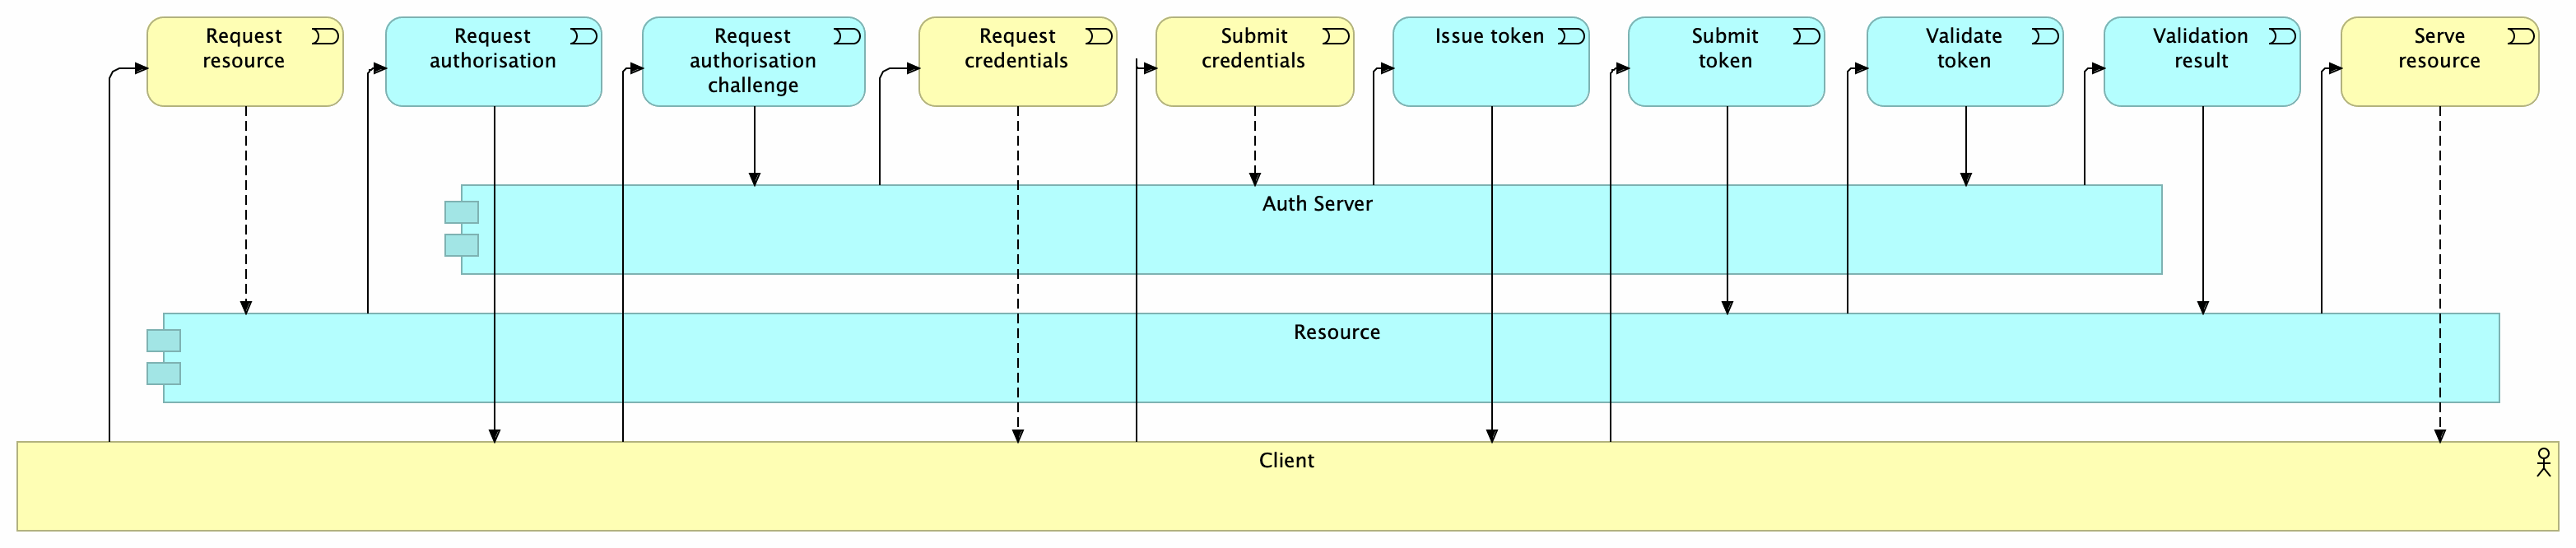 Request
resource
Request
authorisation
Request
authorisation
challenge
Request
credentials
Submit
credentials
Issue token
Submit
token
Validate
token
Validation
result
Serve
resource
Auth Server
Resource
Client